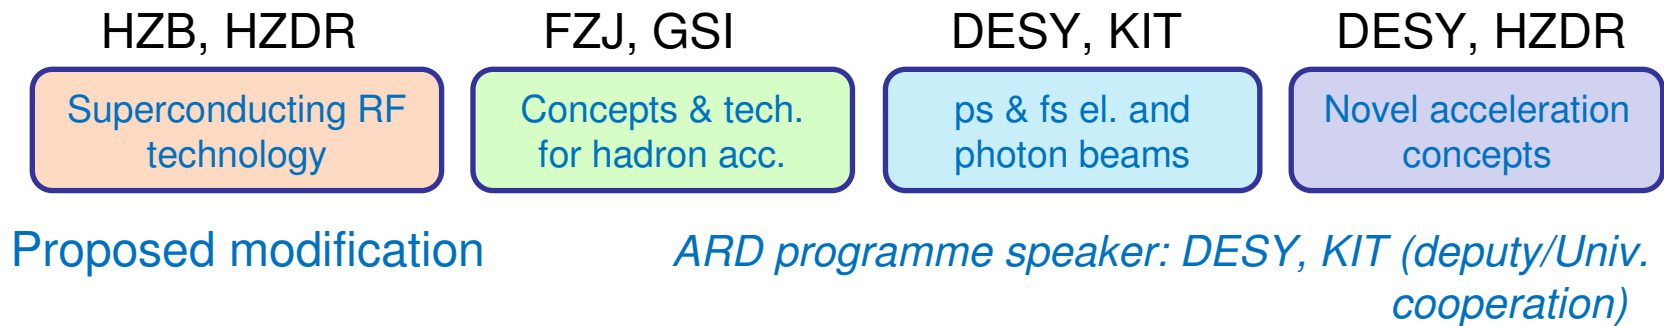 HZB, HZDR
FZJ, GSI
DESY, KIT
DESY, HZDR
Superconducting RF
technology
Concepts & tech.
for hadron acc.
ps & fs el. and
photon beams
Novel acceleration
concepts
Proposed modification
ARD programme speaker: DESY, KIT (deputy/Univ.
cooperation)